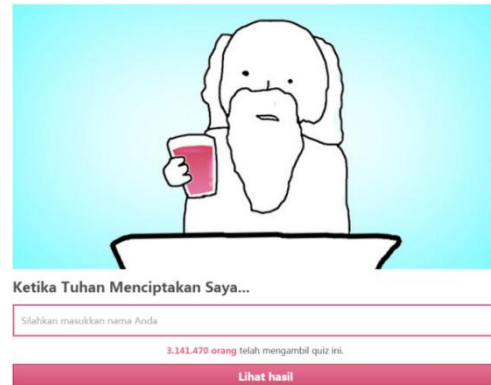 Ketika Tuhan Menciptakan Saya...
Silahkan masukkan nama Anda
3.141.470 orang telah mengambil quiz ini.
Lihat hasil